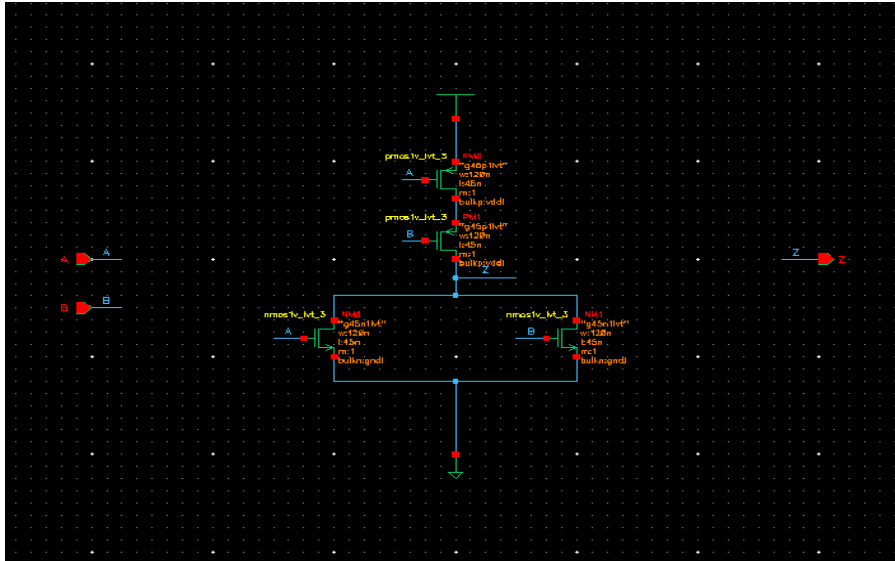 pmos1v_lvt_3
PM0
"g45p1lvt"
A
w:120n
l:45n
m:1
bulkp:vdd!
pmos1v_lvt_3
PM1
"g45p1lvt"
B
w:120n
l:45n
m:1
bulkp:vdd!
Z
A
A
Z
Z
B
B
nmos1v_lvt_3
NM0
"g45n1lvt"
A
w:120n
l:45n
m:1
bulkn:gnd!
nmos1v_lvt_3
NM1
"g45n1lvt"
B
w:120n
l:45n
m:1
bulkn:gnd!